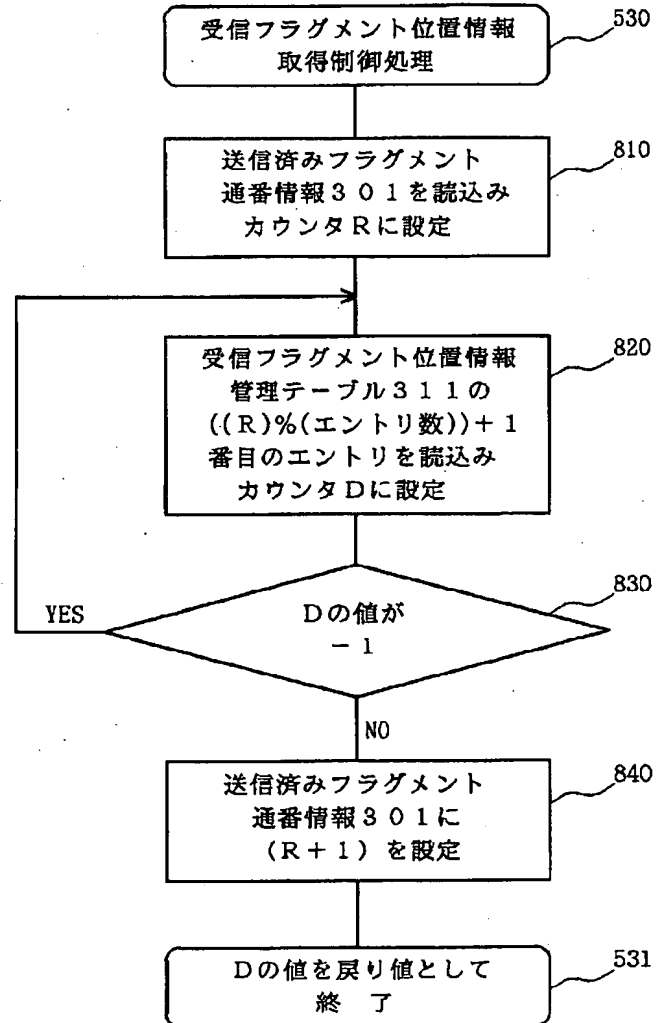 受信フラグメント位置情報
取得制御処理
530
送信済みフラグメント
通番情報３０１を読込み
カウンタＲに設定
810
受信フラグメント位置情報
管理テーブル３１１の
((Ｒ)%(エントリ数))＋１
番目のエントリを読込み
カウンタＤに設定
820
Ｄの値が
－１
830
YES
NO
送信済みフラグメント
通番情報３０１に
（Ｒ＋１）を設定
840
Ｄの値を戻り値として
終 了
531